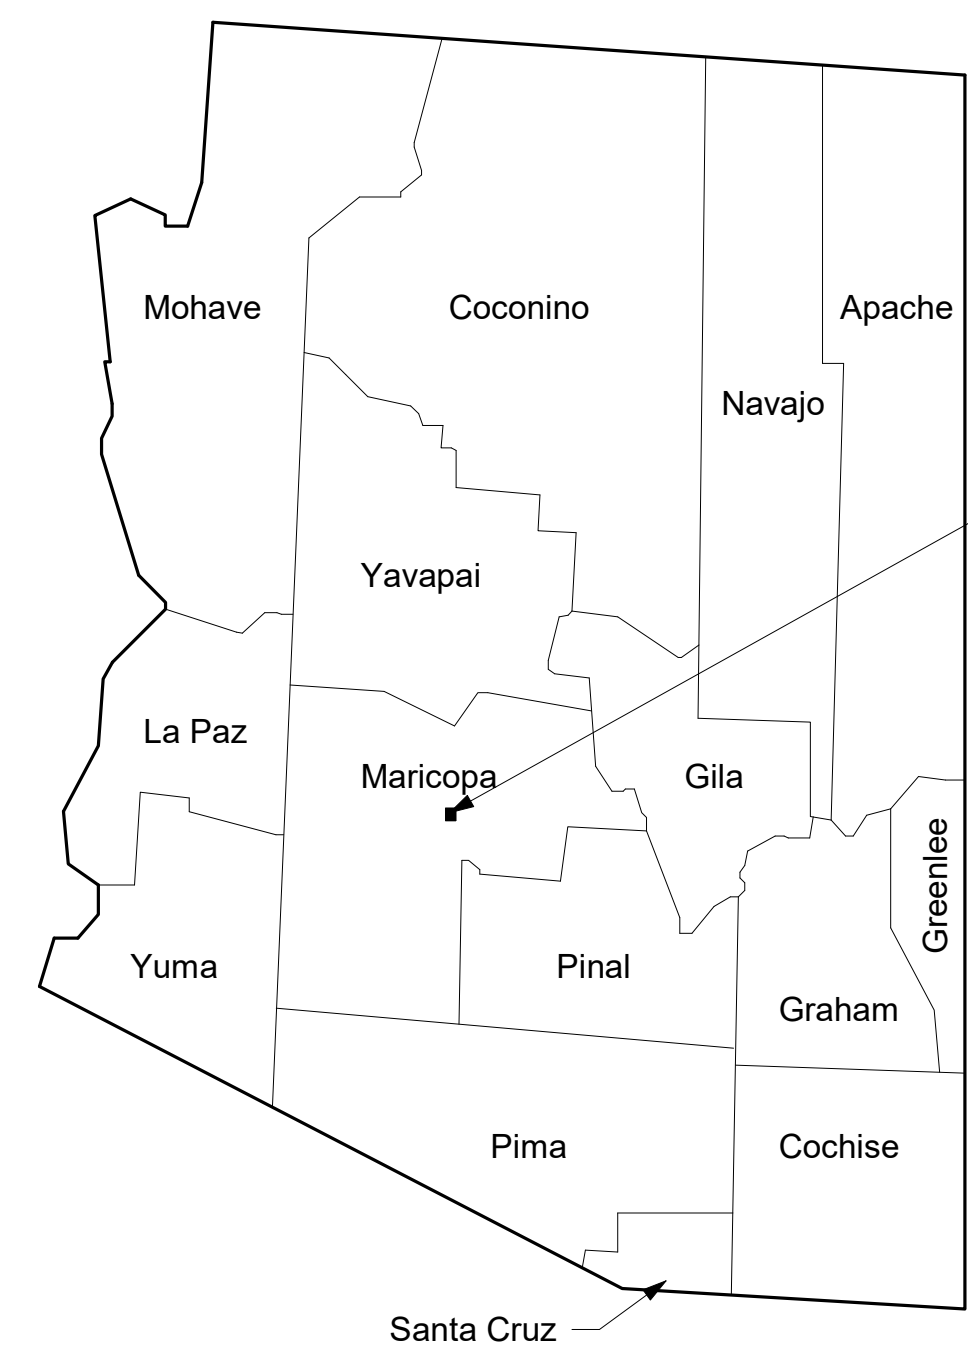 Mohave
Coconino
Apache
Navajo
Yavapai
La Paz
Maricopa
Gila
Greenlee
Yuma
Pinal
Graham
Pima
Cochise
Santa Cruz